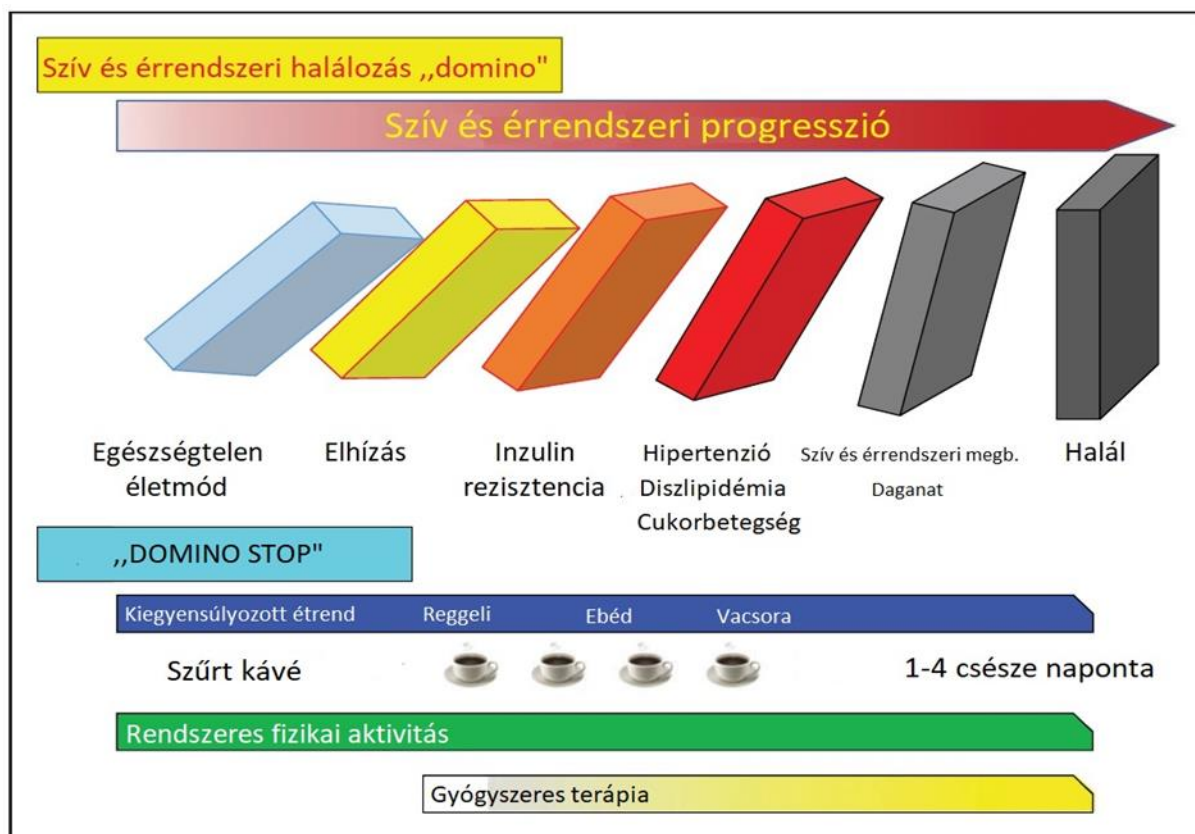 Szív és érrendszeri halálozás ,,domino"
Szív és érrendszeri progresszió
Egészségtelen
életmód
Elhízás
Inzulin
rezisztencia
Hipertenzió
Diszlipidémia
Cukorbetegség
Szív és érrendszeri megb.
Daganat
Halál
,,DOMINO STOP"
Kiegyensúlyozott étrend Reggeli Ebéd Vacsora
Szűrt kávé 1-4 csésze naponta
Rendszeres fizikai aktivitás
Gyógyszeres terápia